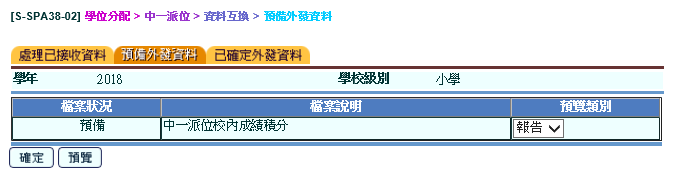 [S-SPA38-02] 學位分配 > 中一派位 > 資料互換 > 預備外發資料
處理已接收資料 預備外發資料 已確定外發資料
學年 2018 學校級別 小學
檔案狀況 檔案說明 預覽類別
預備 中一派位校內成績積分 報告
確定 預覽